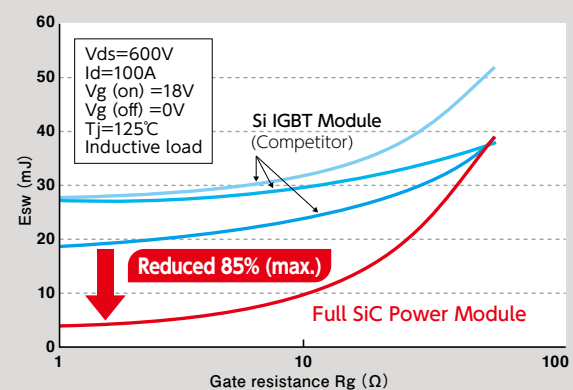 Esw (mJ)
60
50
40
30
20
10
0
Vds=600V
Id=100A
Vg (on) =18V
Vg (off) =0V
Tj=125℃
Inductive load
Si IGBT Module
(Competitor)
Reduced 85% (max.)
Full SiC Power Module
1
10
100
Gate resistance Rg (Ω)